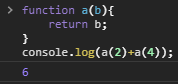 > function a(b){
return b;
}
console.log(a(2)+a(4));
6